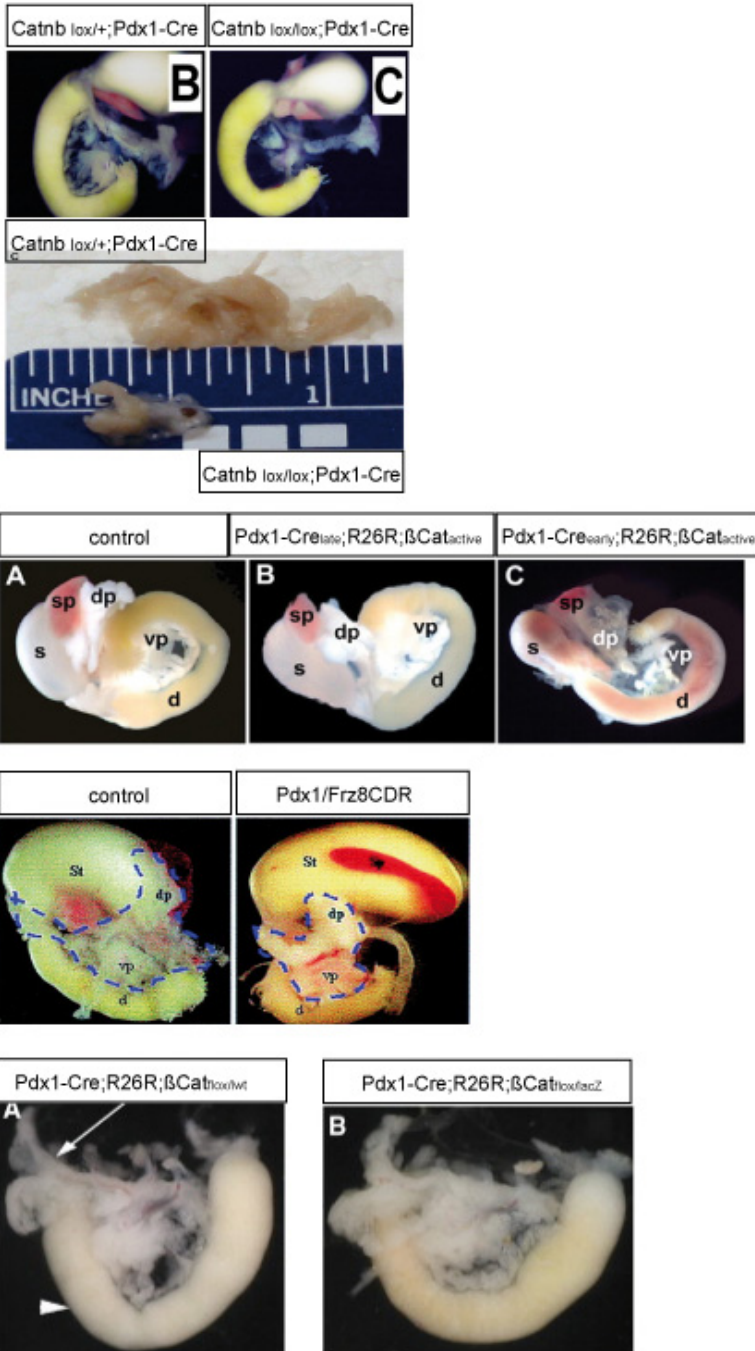 Catnb lox/+;Pdx1-Cre Catnb lox/lox;Pdx1-Cre
B C
Catnb lox/+;Pdx1-Cre
c
INCHE 1
Catnb lox/lox;Pdx1-Cre
control Pdx1-Crelate;R26R;ßCatactive Pdx1-Creearly;R26R;ßCatactive
A B C
sp dp sp sp
dp vp dp
s vp s vp s
d d d
control Pdx1/Frz8CDR
St St
dp dp
vp vp
d d
Pdx1-Cre;R26R;ßCatflox/wt Pdx1-Cre;R26R;ßCatflox/lacZ
A B